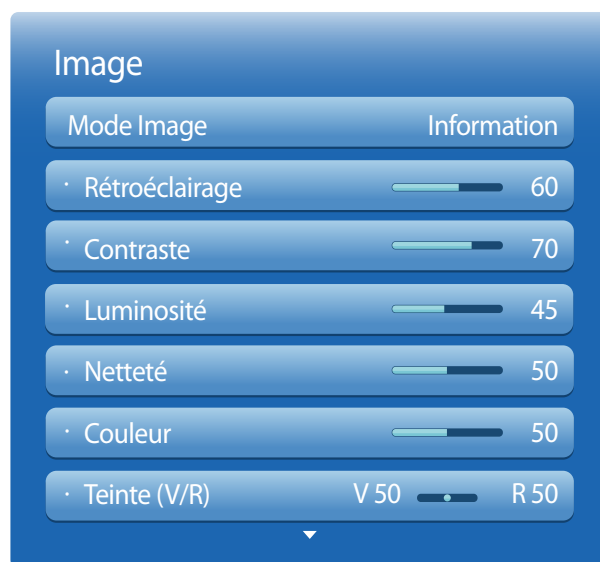 Image
Mode Image Information
· Rétroéclairage 60
· Contraste 70
· Luminosité 45
· Netteté 50
· Couleur 50
· Teinte (V/R) V 50 R 50